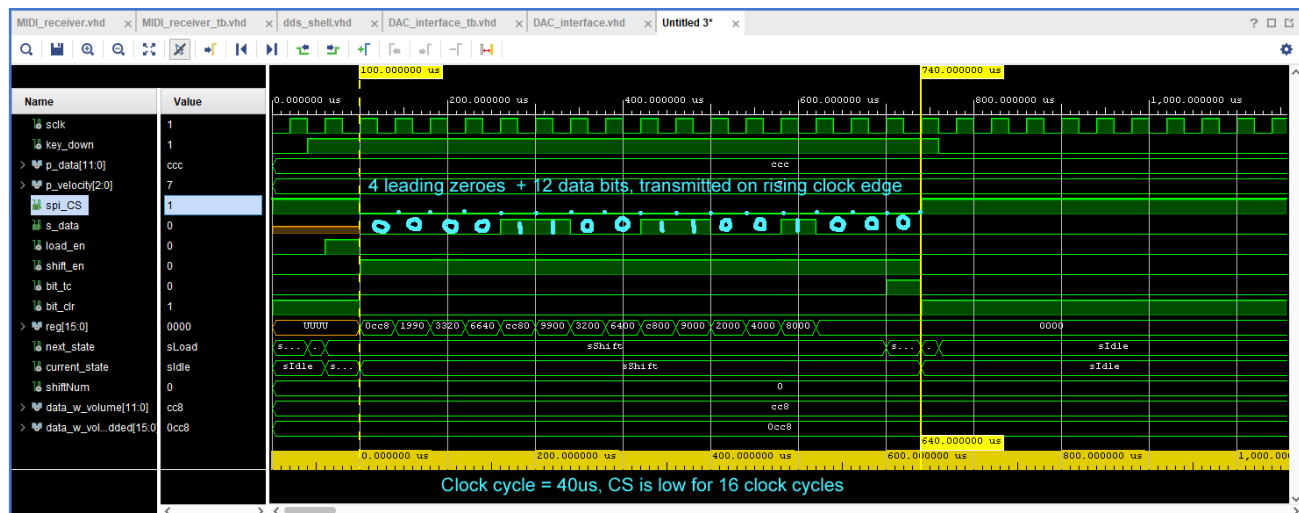 MIDI_receiver.vhd × MIDI_receiver_tb.vhd × dds_shell.vhd × DAC_interface_tb.vhd × DAC_interface.vhd × Untitled 3* ×
100.000000 us 740.000000 us
Name Value 0.000000 us 200.000000 us 400.000000 us 600.000000 us 800.000000 us 1,000.000000 us
sclk 1
key_down 1
p_data[11:0] ccc ccc
p_velocity[2:0] 7
4 leading zeroes + 12 data bits, transmitted on rising clock edge
spi_CS 1
s_data 0 0 0 0 0 1 1 0 0 1 1 0 0 1 0 0 0
load_en 0
shift_en 0
bit_tc 0
bit_clr 1
reg[15:0] 0000 UUUU 0cc8 1990 3320 6640 cc80 9900 3200 6400 c800 9000 2000 4000 8000 0000
next_state sLoad s... . sShift s... . sIdle
current_state sIdle sIdle s... sShift sIdle
shiftNum 0 0
data_w_volume[11:0] cc8 cc8
data_w_vol...dded[15:0 0cc8 0cc8
640.000000 us
0.000000 us 200.000000 us 400.000000 us 600.000000 us 800.000000 us 1,000.00
Clock cycle = 40us, CS is low for 16 clock cycles